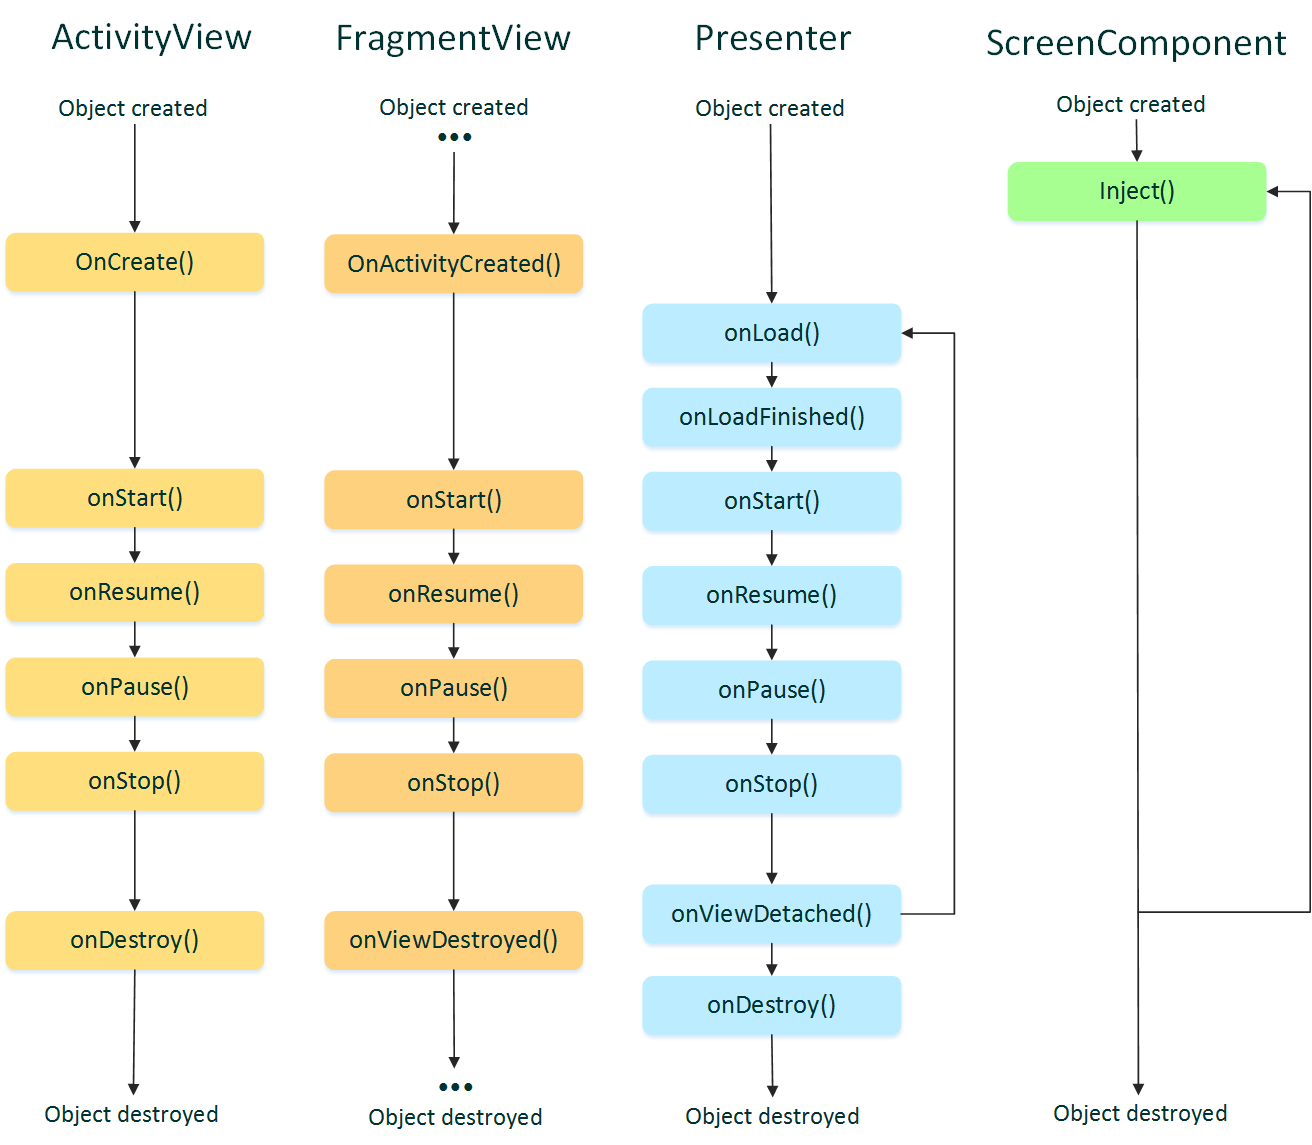 ActivityView
Object created
OnCreate()
onStart()
onResume()
onPause()
onStop()
onDestroy()
Object destroyed
FragmentView
Object created
•••
OnActivityCreated()
onStart()
onResume()
onPause()
onStop()
onViewDestroyed()
•••
Object destroyed
Presenter
Object created
onLoad()
onLoadFinished()
onStart()
onResume()
onPause()
onStop()
onViewDetached()
onDestroy()
Object destroyed
ScreenComponent
Object created
Inject()
Object destroyed